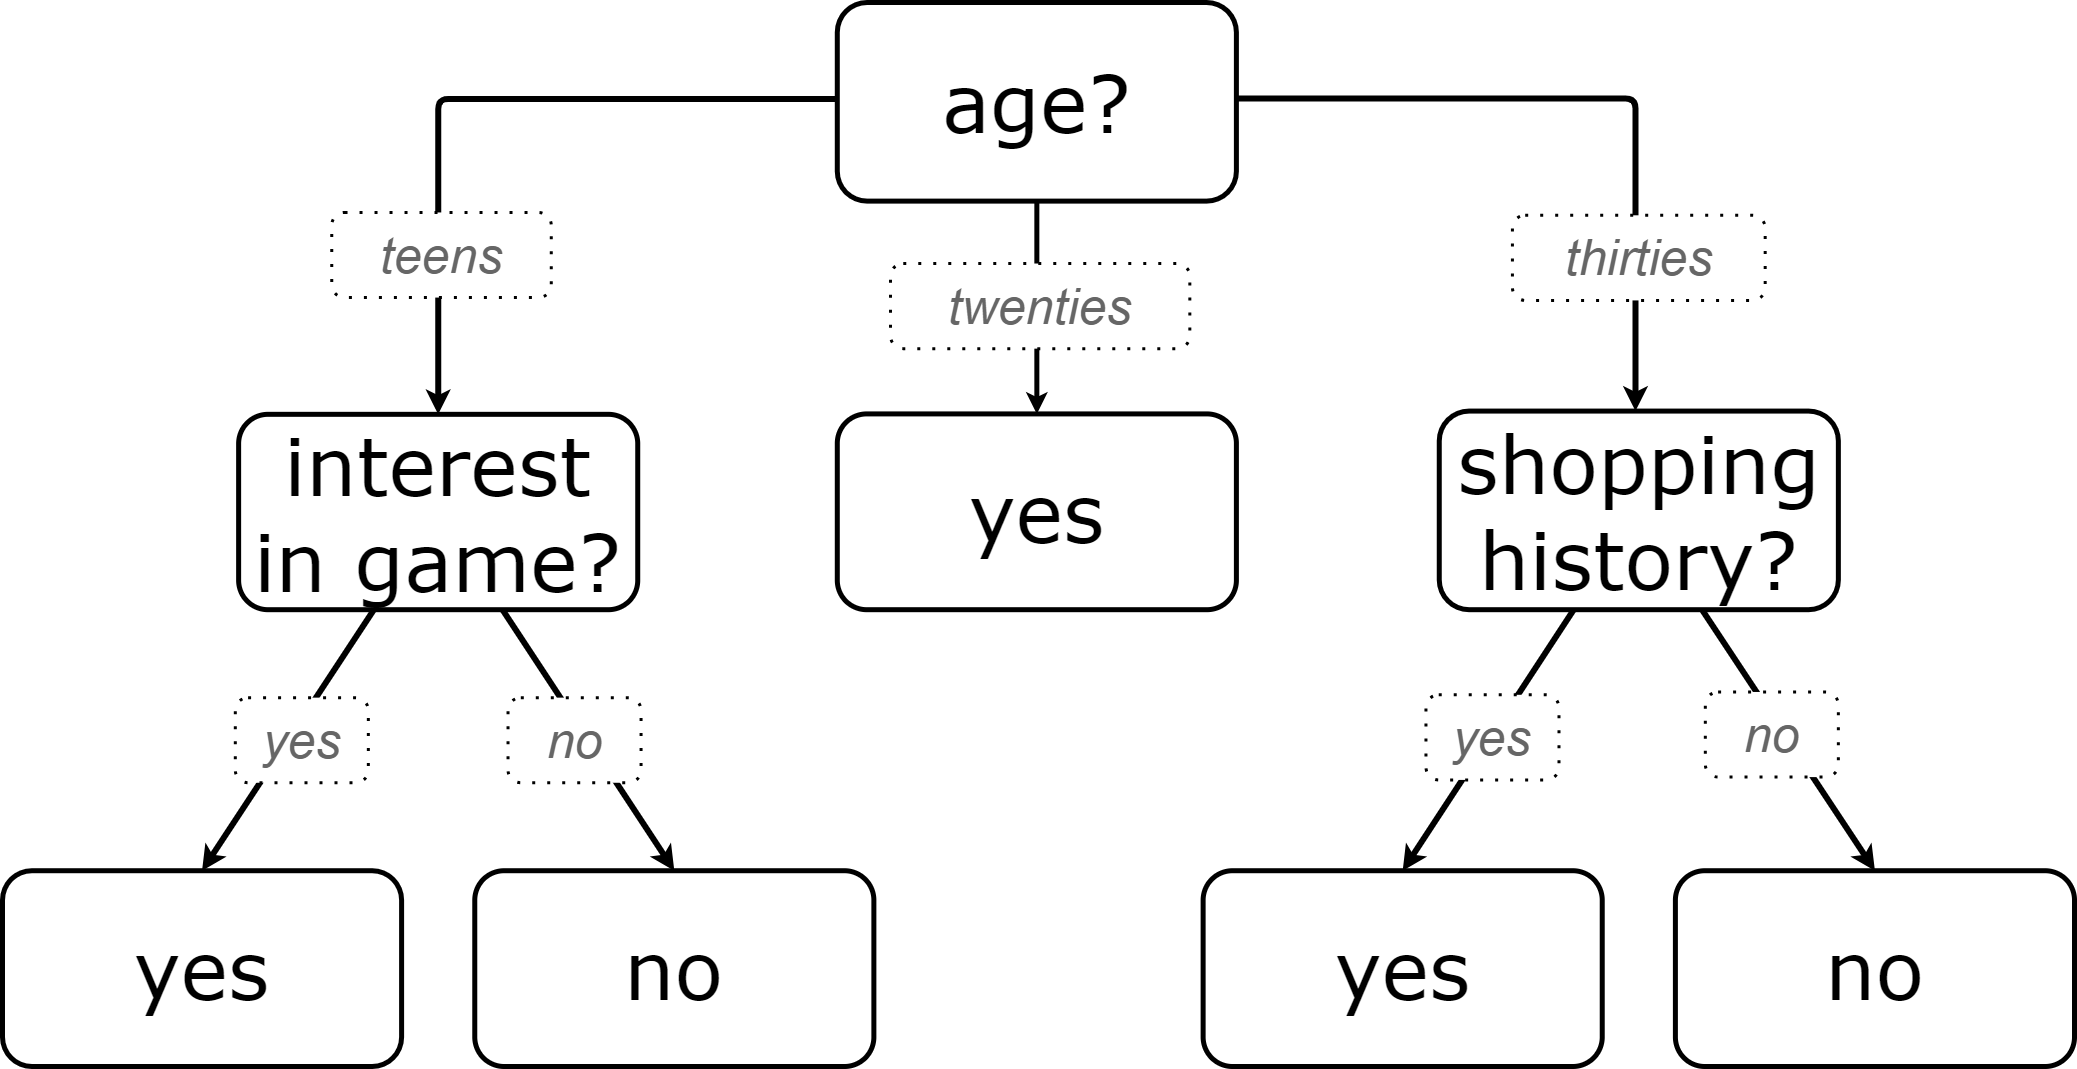 age?
teens
twenties
thirties
interest
in game?
yes
shopping
history?
yes
no
yes
no
yes
no
yes
no